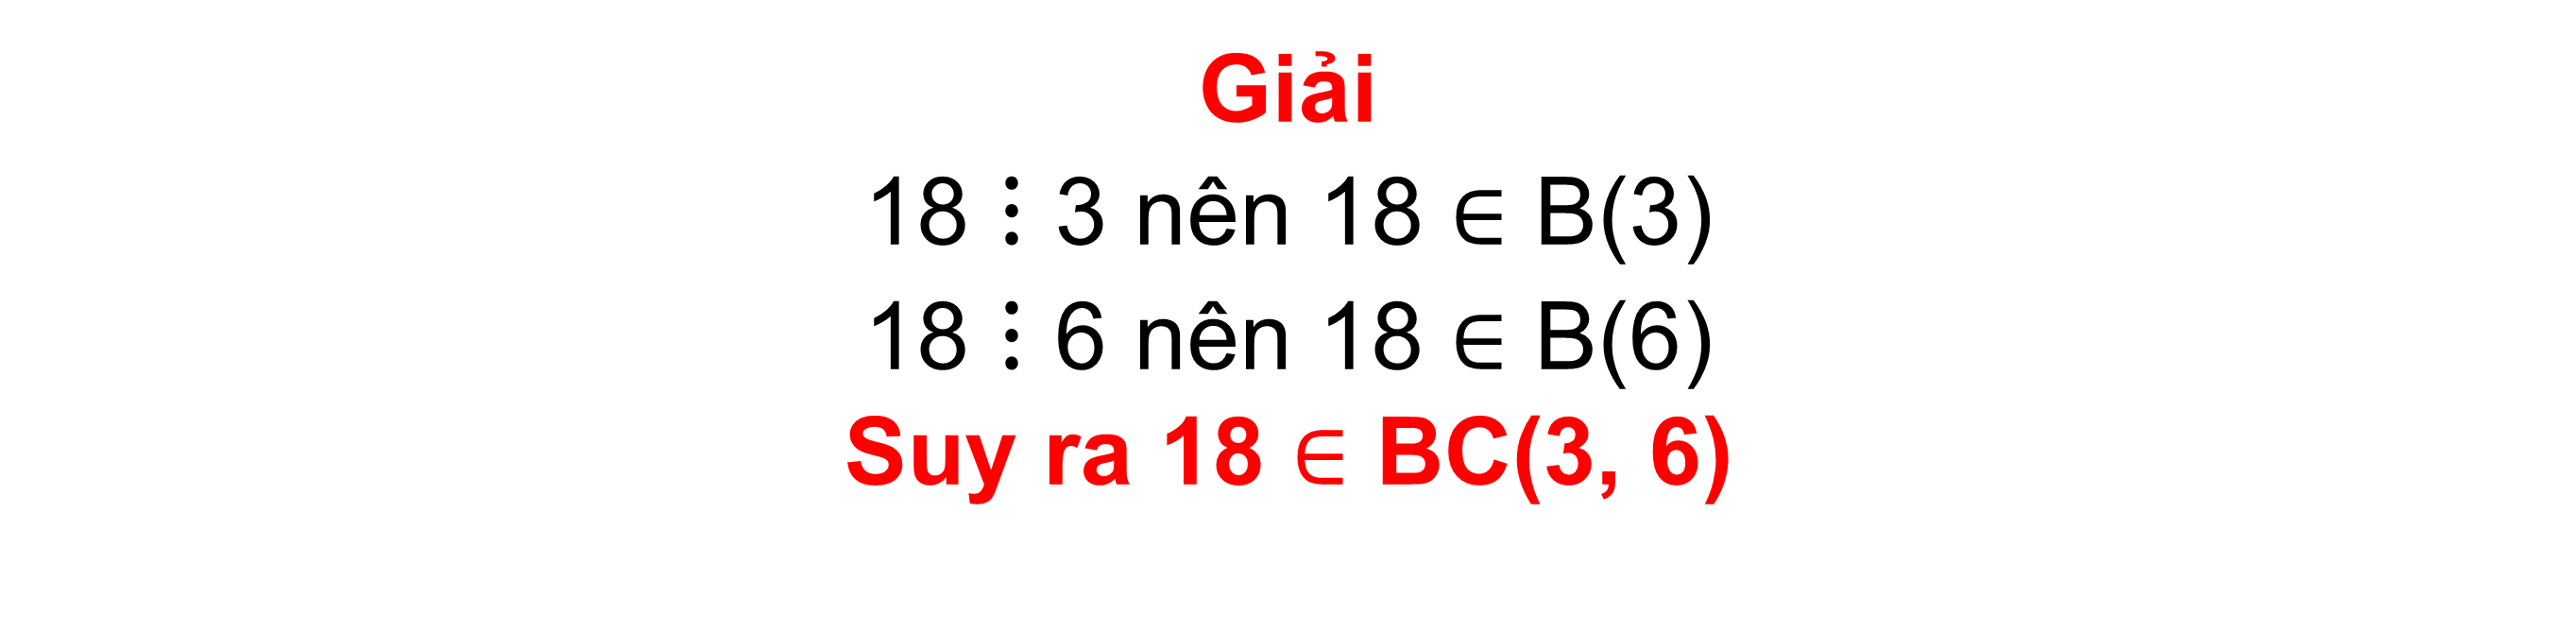 Giải
18 ⋮ 3 nên 18 ∈ B(3)
18 ⋮ 6 nên 18 ∈ B(6)
Suy ra 18 ∈ BC(3, 6)